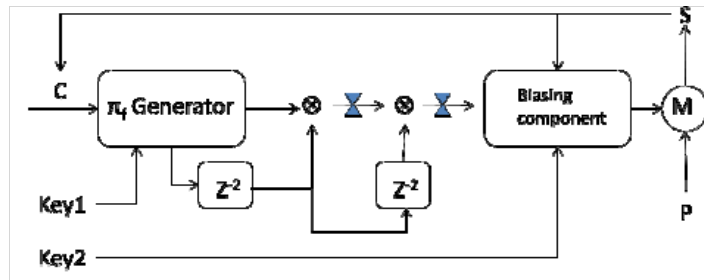 S
C
π_f Generator
⊗
⊗
Biasing
component
M
Z⁻²
Z⁻²
Key1
P
Key2